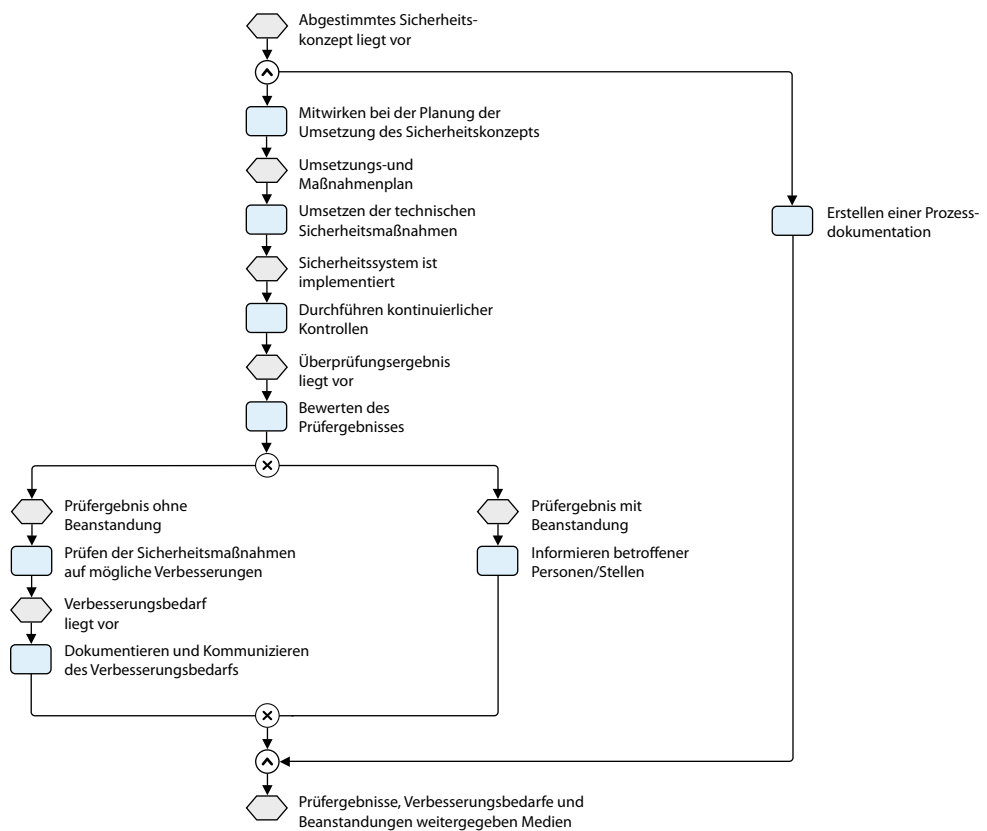 Abgestimmtes Sicherheits-
konzept liegt vor
Mitwirken bei der Planung der
Umsetzung des Sicherheitskonzepts
Umsetzungs-und
Maßnahmenplan
Umsetzen der technischen
Sicherheitsmaßnahmen
Erstellen einer Prozess-
dokumentation
Sicherheitssystem ist
implementiert
Durchführen kontinuierlicher
Kontrollen
Überprüfungsergebnis
liegt vor
Bewerten des
Prüfergebnisses
Prüfergebnis ohne
Beanstandung
Prüfen der Sicherheitsmaßnahmen
auf mögliche Verbesserungen
Verbesserungsbedarf
liegt vor
Dokumentieren und Kommunizieren
des Verbesserungsbedarfs
Prüfergebnis mit
Beanstandung
Informieren betroffener
Personen/Stellen
Prüfergebnisse, Verbesserungsbedarfe und
Beanstandungen weitergegeben Medien